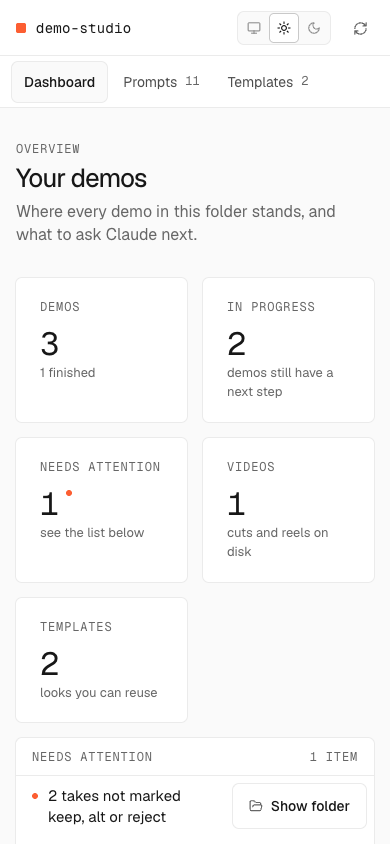 demo-studio
Dashboard
Prompts 11
Templates 2
OVERVIEW
Your demos
Where every demo in this folder stands, and
what to ask Claude next.
DEMOS
3
1 finished
IN PROGRESS
2
demos still have a
next step
NEEDS ATTENTION
1
see the list below
VIDEOS
1
cuts and reels on
disk
TEMPLATES
2
looks you can reuse
NEEDS ATTENTION
1 ITEM
2 takes not marked
keep, alt or reject
Show folder